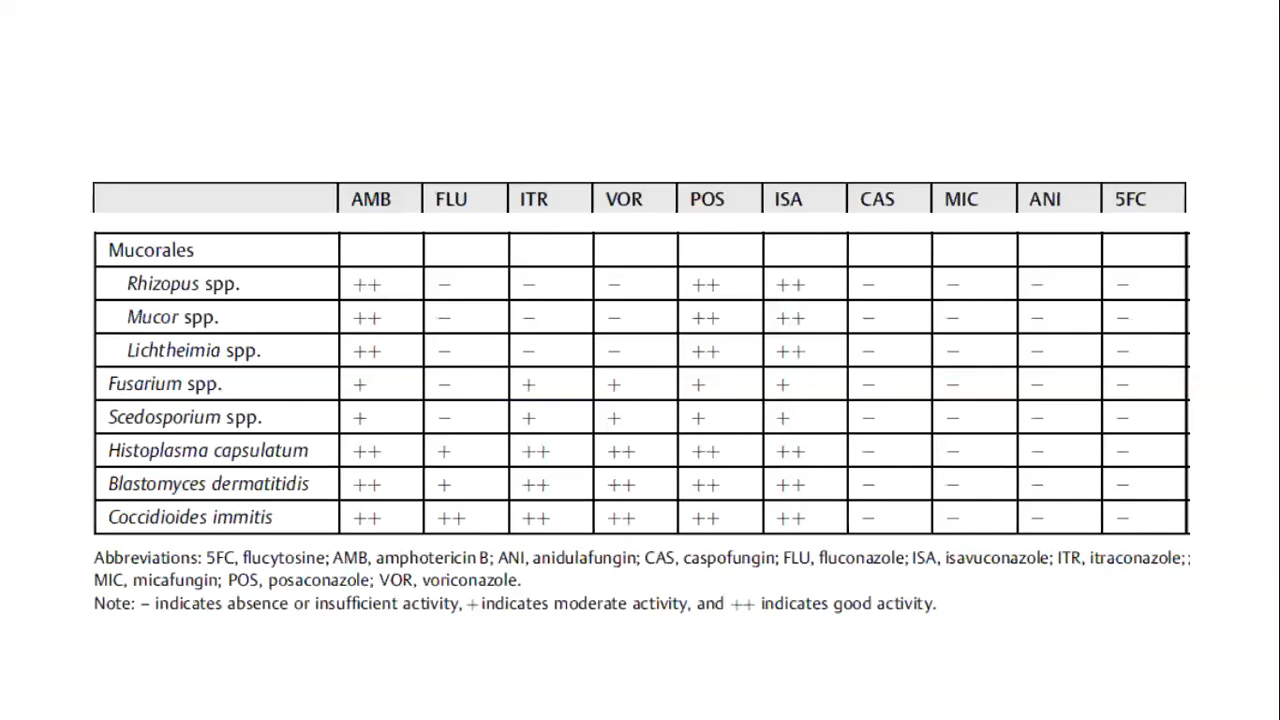 AMB FLU ITR VOR POS ISA CAS MIC ANI 5FC
Mucorales
Rhizopus spp. ++ − − − ++ ++ − − − −
Mucor spp. ++ − − − ++ ++ − − − −
Lichtheimia spp. ++ − − − ++ ++ − − − −
Fusarium spp. + − + + + + − − − −
Scedosporium spp. + − + + + + − − − −
Histoplasma capsulatum ++ + ++ ++ ++ ++ − − − −
Blastomyces dermatitidis ++ + ++ ++ ++ ++ − − − −
Coccidioides immitis ++ ++ ++ ++ ++ ++ − − − −
Abbreviations: 5FC, flucytosine; AMB, amphotericin B; ANI, anidulafungin; CAS, caspofungin; FLU, fluconazole; ISA, isavuconazole; ITR, itraconazole;;
MIC, micafungin; POS, posaconazole; VOR, voriconazole.
Note: – indicates absence or insufficient activity, + indicates moderate activity, and ++ indicates good activity.